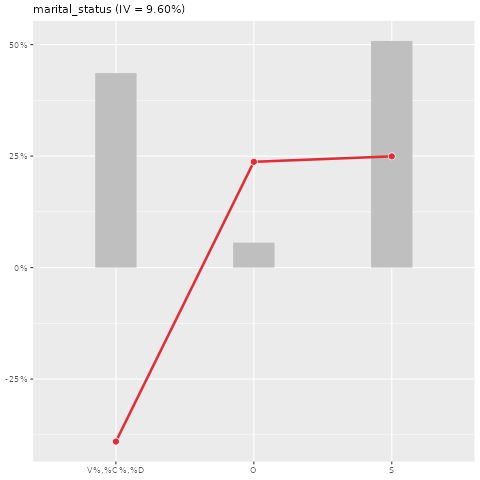 marital_status (IV = 9.60%)
50%
25%
0%
-25%
V%,%C%,%D
O
S